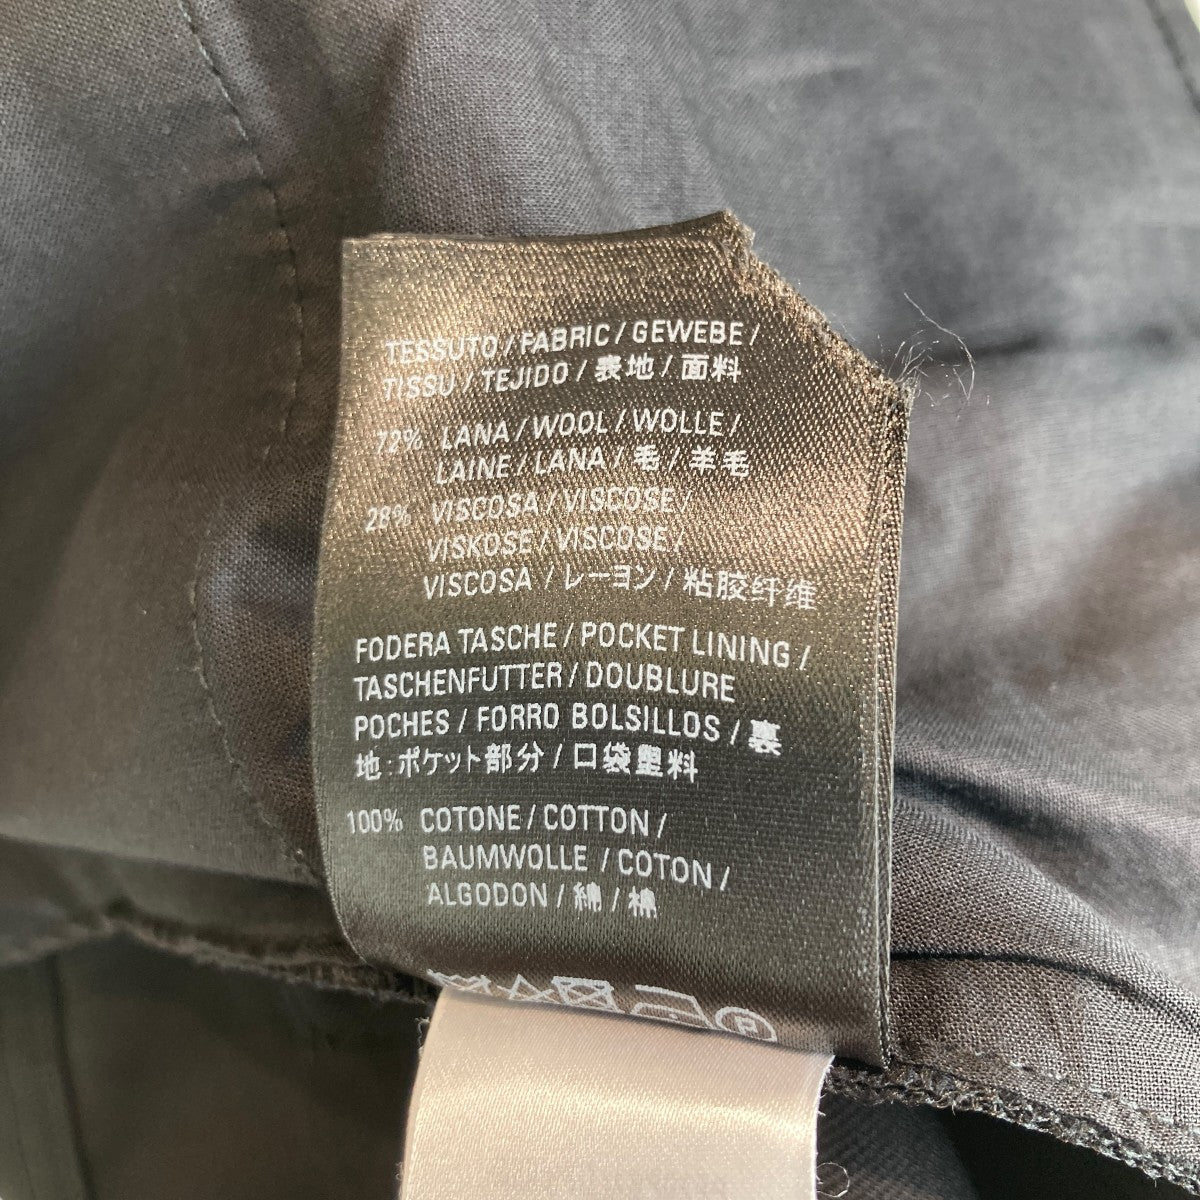 TESSUTO / FABRIC / GEWEBE /
TISSU / TEJIDO / 表地 / 面料
72% LANA / WOOL / WOLLE /
LAINE / LANA / 毛 / 羊毛
28% VISCOSA / VISCOSE /
VISKOSE / VISCOSE /
VISCOSA / レーヨン / 粘胶纤维
FODERA TASCHE / POCKET LINING /
TASCHENFUTTER / DOUBLURE
POCHES / FORRO BOLSILLOS / 裏
地:ポケット部分 / 口袋塑料
100% COTONE / COTTON /
BAUMWOLLE / COTON /
ALGODON / 綿 / 棉
P